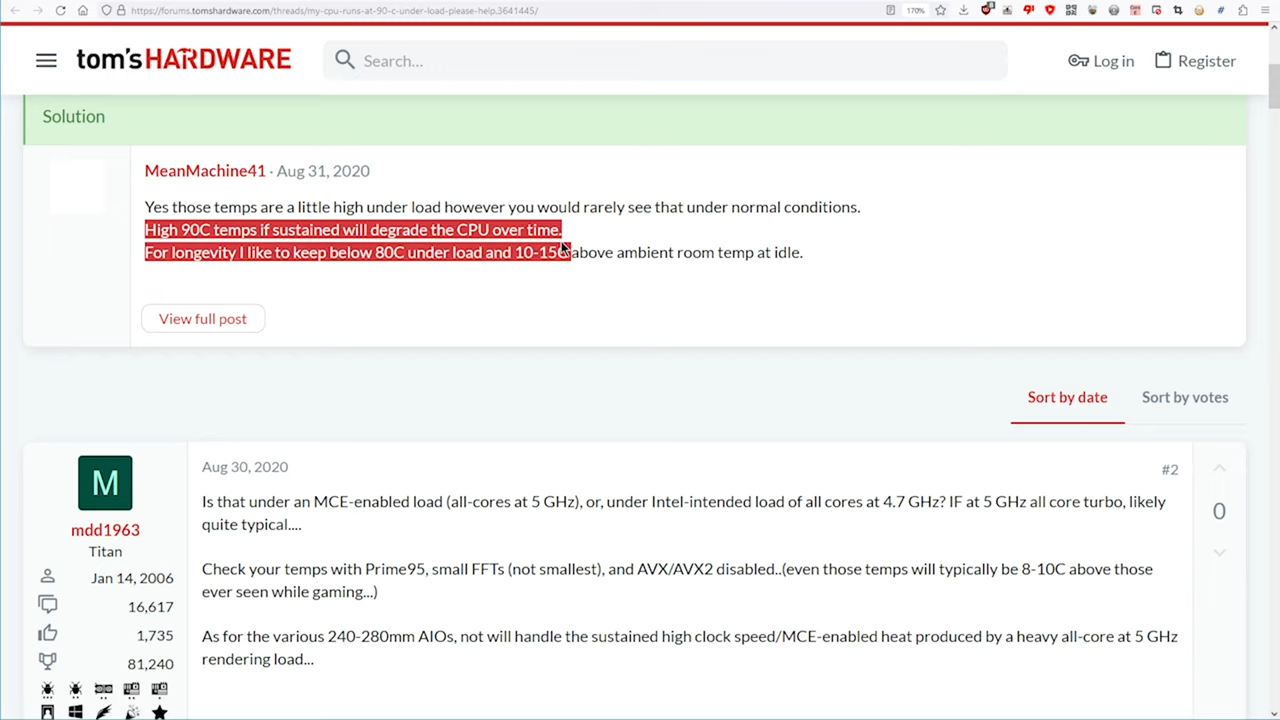 https://forums.tomshardware.com/threads/my-cpu-runs-at-90-c-under-load-please-help.3641445/
170%
tom's HARDWARE
Search...
Log in
Register
Solution
MeanMachine41 · Aug 31, 2020
Yes those temps are a little high under load however you would rarely see that under normal conditions.
High 90C temps if sustained will degrade the CPU over time.
For longevity I like to keep below 80C under load and 10-15C above ambient room temp at idle.
View full post
Sort by date
Sort by votes
M
mdd1963
Titan
Jan 14, 2006
16,617
1,735
81,240
Aug 30, 2020
#2
Is that under an MCE-enabled load (all-cores at 5 GHz), or, under Intel-intended load of all cores at 4.7 GHz? IF at 5 GHz all core turbo, likely
quite typical....
Check your temps with Prime95, small FFTs (not smallest), and AVX/AVX2 disabled..(even those temps will typically be 8-10C above those
ever seen while gaming...)
As for the various 240-280mm AIOs, not will handle the sustained high clock speed/MCE-enabled heat produced by a heavy all-core at 5 GHz
rendering load...
0